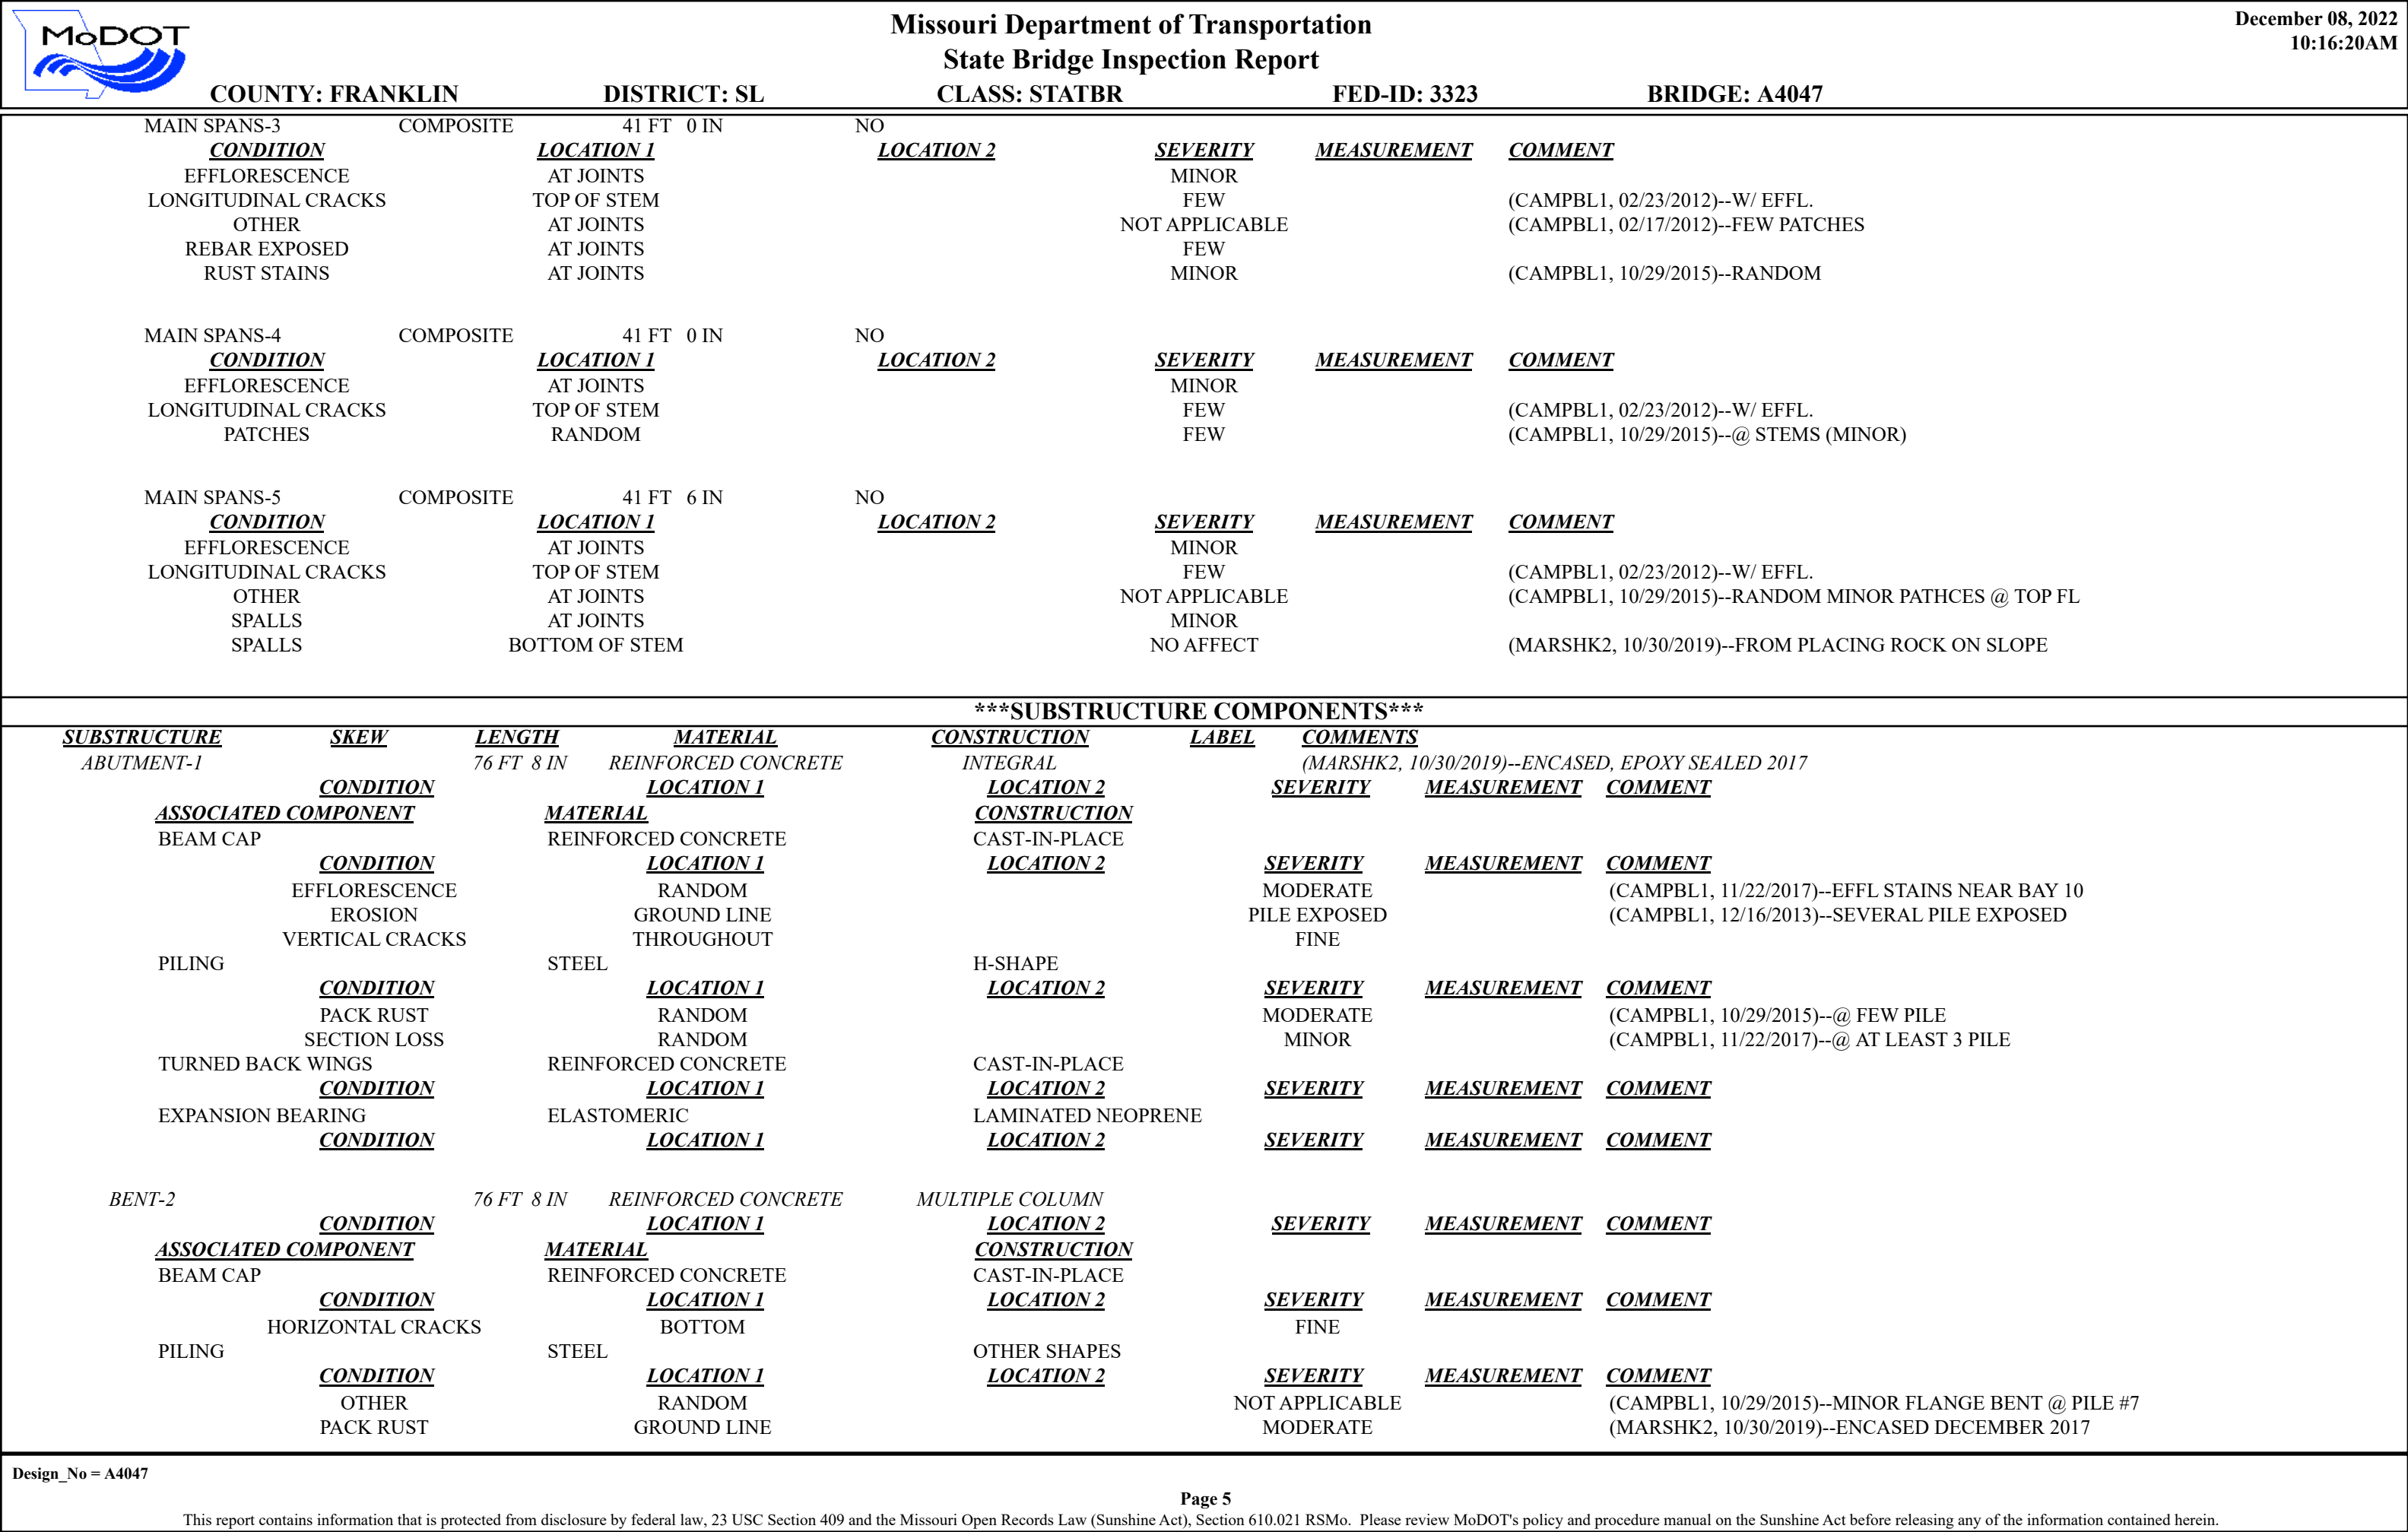 MoDOT
Missouri Department of Transportation
State Bridge Inspection Report
December 08, 2022
10:16:20AM
COUNTY: FRANKLIN DISTRICT: SL CLASS: STATBR FED-ID: 3323 BRIDGE: A4047
MAIN SPANS-3 COMPOSITE 41 FT 0 IN NO
CONDITION LOCATION 1 LOCATION 2 SEVERITY MEASUREMENT COMMENT
EFFLORESCENCE AT JOINTS MINOR
LONGITUDINAL CRACKS TOP OF STEM FEW (CAMPBL1, 02/23/2012)--W/ EFFL.
OTHER AT JOINTS NOT APPLICABLE (CAMPBL1, 02/17/2012)--FEW PATCHES
REBAR EXPOSED AT JOINTS FEW
RUST STAINS AT JOINTS MINOR (CAMPBL1, 10/29/2015)--RANDOM
MAIN SPANS-4 COMPOSITE 41 FT 0 IN NO
CONDITION LOCATION 1 LOCATION 2 SEVERITY MEASUREMENT COMMENT
EFFLORESCENCE AT JOINTS MINOR
LONGITUDINAL CRACKS TOP OF STEM FEW (CAMPBL1, 02/23/2012)--W/ EFFL.
PATCHES RANDOM FEW (CAMPBL1, 10/29/2015)--@ STEMS (MINOR)
MAIN SPANS-5 COMPOSITE 41 FT 6 IN NO
CONDITION LOCATION 1 LOCATION 2 SEVERITY MEASUREMENT COMMENT
EFFLORESCENCE AT JOINTS MINOR
LONGITUDINAL CRACKS TOP OF STEM FEW (CAMPBL1, 02/23/2012)--W/ EFFL.
OTHER AT JOINTS NOT APPLICABLE (CAMPBL1, 10/29/2015)--RANDOM MINOR PATHCES @ TOP FL
SPALLS AT JOINTS MINOR
SPALLS BOTTOM OF STEM NO AFFECT (MARSHK2, 10/30/2019)--FROM PLACING ROCK ON SLOPE
***SUBSTRUCTURE COMPONENTS***
SUBSTRUCTURE SKEW LENGTH MATERIAL CONSTRUCTION LABEL COMMENTS
ABUTMENT-1 76 FT 8 IN REINFORCED CONCRETE INTEGRAL (MARSHK2, 10/30/2019)--ENCASED, EPOXY SEALED 2017
CONDITION LOCATION 1 LOCATION 2 SEVERITY MEASUREMENT COMMENT
ASSOCIATED COMPONENT MATERIAL CONSTRUCTION
BEAM CAP REINFORCED CONCRETE CAST-IN-PLACE
CONDITION LOCATION 1 LOCATION 2 SEVERITY MEASUREMENT COMMENT
EFFLORESCENCE RANDOM MODERATE (CAMPBL1, 11/22/2017)--EFFL STAINS NEAR BAY 10
EROSION GROUND LINE PILE EXPOSED (CAMPBL1, 12/16/2013)--SEVERAL PILE EXPOSED
VERTICAL CRACKS THROUGHOUT FINE
PILING STEEL H-SHAPE
CONDITION LOCATION 1 LOCATION 2 SEVERITY MEASUREMENT COMMENT
PACK RUST RANDOM MODERATE (CAMPBL1, 10/29/2015)--@ FEW PILE
SECTION LOSS RANDOM MINOR (CAMPBL1, 11/22/2017)--@ AT LEAST 3 PILE
TURNED BACK WINGS REINFORCED CONCRETE CAST-IN-PLACE
CONDITION LOCATION 1 LOCATION 2 SEVERITY MEASUREMENT COMMENT
EXPANSION BEARING ELASTOMERIC LAMINATED NEOPRENE
CONDITION LOCATION 1 LOCATION 2 SEVERITY MEASUREMENT COMMENT
BENT-2 76 FT 8 IN REINFORCED CONCRETE MULTIPLE COLUMN
CONDITION LOCATION 1 LOCATION 2 SEVERITY MEASUREMENT COMMENT
ASSOCIATED COMPONENT MATERIAL CONSTRUCTION
BEAM CAP REINFORCED CONCRETE CAST-IN-PLACE
CONDITION LOCATION 1 LOCATION 2 SEVERITY MEASUREMENT COMMENT
HORIZONTAL CRACKS BOTTOM FINE
PILING STEEL OTHER SHAPES
CONDITION LOCATION 1 LOCATION 2 SEVERITY MEASUREMENT COMMENT
OTHER RANDOM NOT APPLICABLE (CAMPBL1, 10/29/2015)--MINOR FLANGE BENT @ PILE #7
PACK RUST GROUND LINE MODERATE (MARSHK2, 10/30/2019)--ENCASED DECEMBER 2017
Design_No = A4047
Page 5
This report contains information that is protected from disclosure by federal law, 23 USC Section 409 and the Missouri Open Records Law (Sunshine Act), Section 610.021 RSMo. Please review MoDOT's policy and procedure manual on the Sunshine Act before releasing any of the information contained herein.